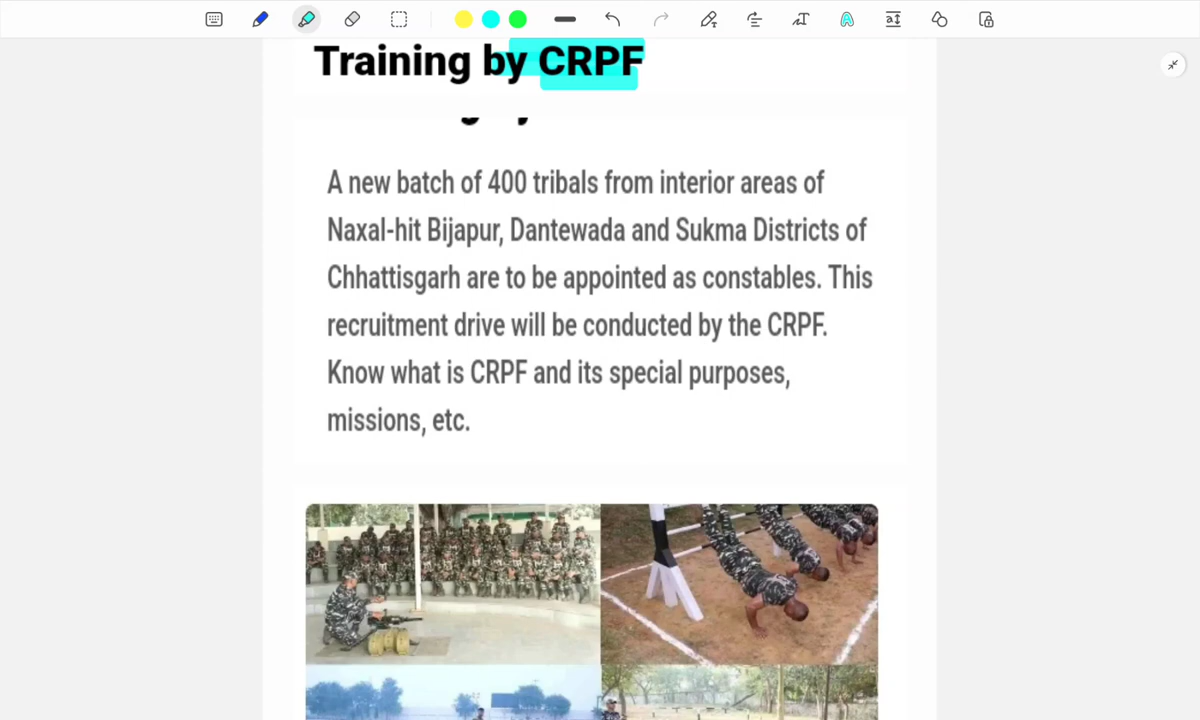 Training by CRPF
A new batch of 400 tribals from interior areas of
Naxal-hit Bijapur, Dantewada and Sukma Districts of
Chhattisgarh are to be appointed as constables. This
recruitment drive will be conducted by the CRPF.
Know what is CRPF and its special purposes,
missions, etc.